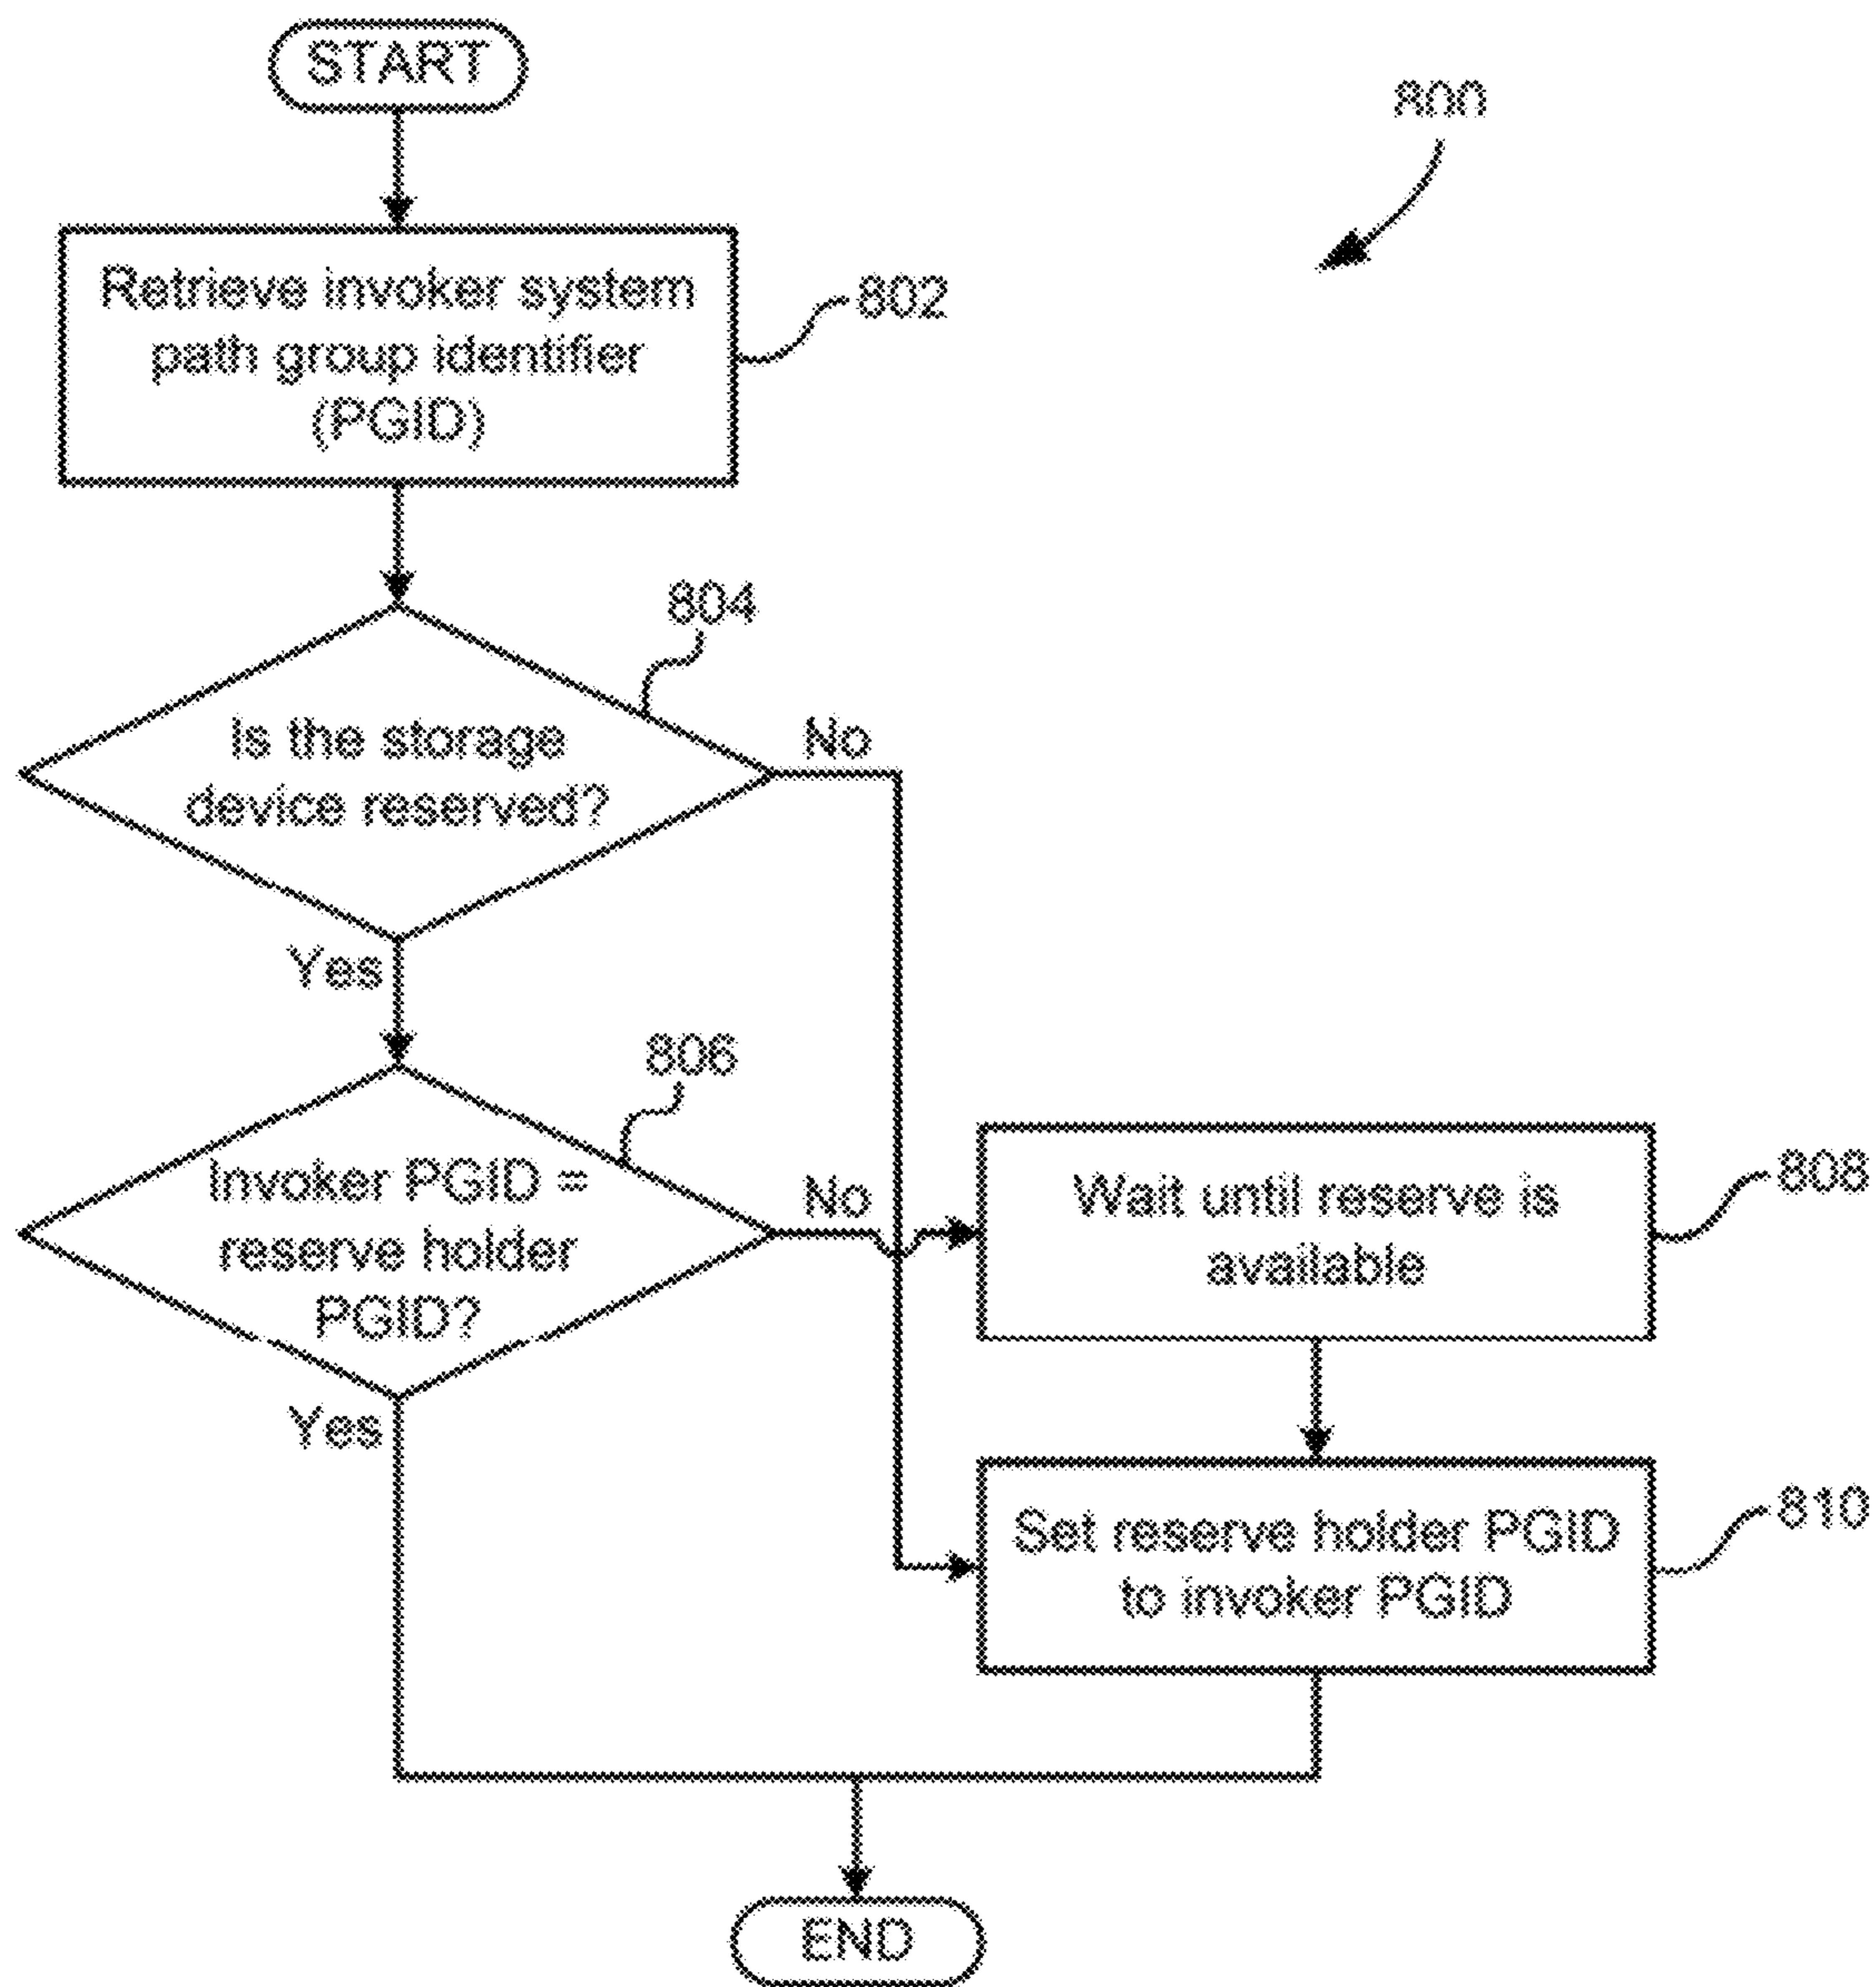 START
800
Retrieve invoker system
path group identifier
(PGID)
802
804
Is the storage
device reserved?
No
Yes
806
Invoker PGID =
reserve holder
PGID?
No
Yes
Wait until reserve is
available
808
Set reserve holder PGID
to invoker PGID
810
END